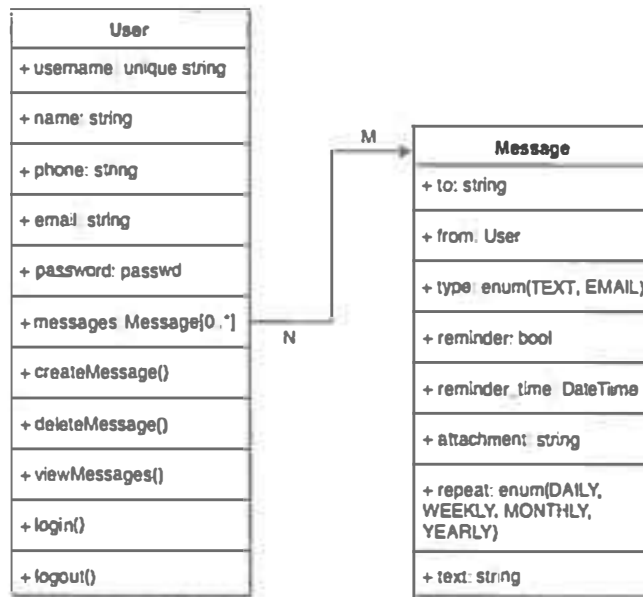 User
+ username unique string
+ name: string
+ phone: string
+ email string
+ password: passwd
+ messages Message[0..*]
+ createMessage()
+ deleteMessage()
+ viewMessages()
+ login()
+ logout()
N
M
Message
+ to: string
+ from: User
+ type: enum(TEXT, EMAIL)
+ reminder: bool
+ reminder_time DateTime
+ attachment string
+ repeat: enum(DAILY,
WEEKLY, MONTHLY,
YEARLY)
+ text: string